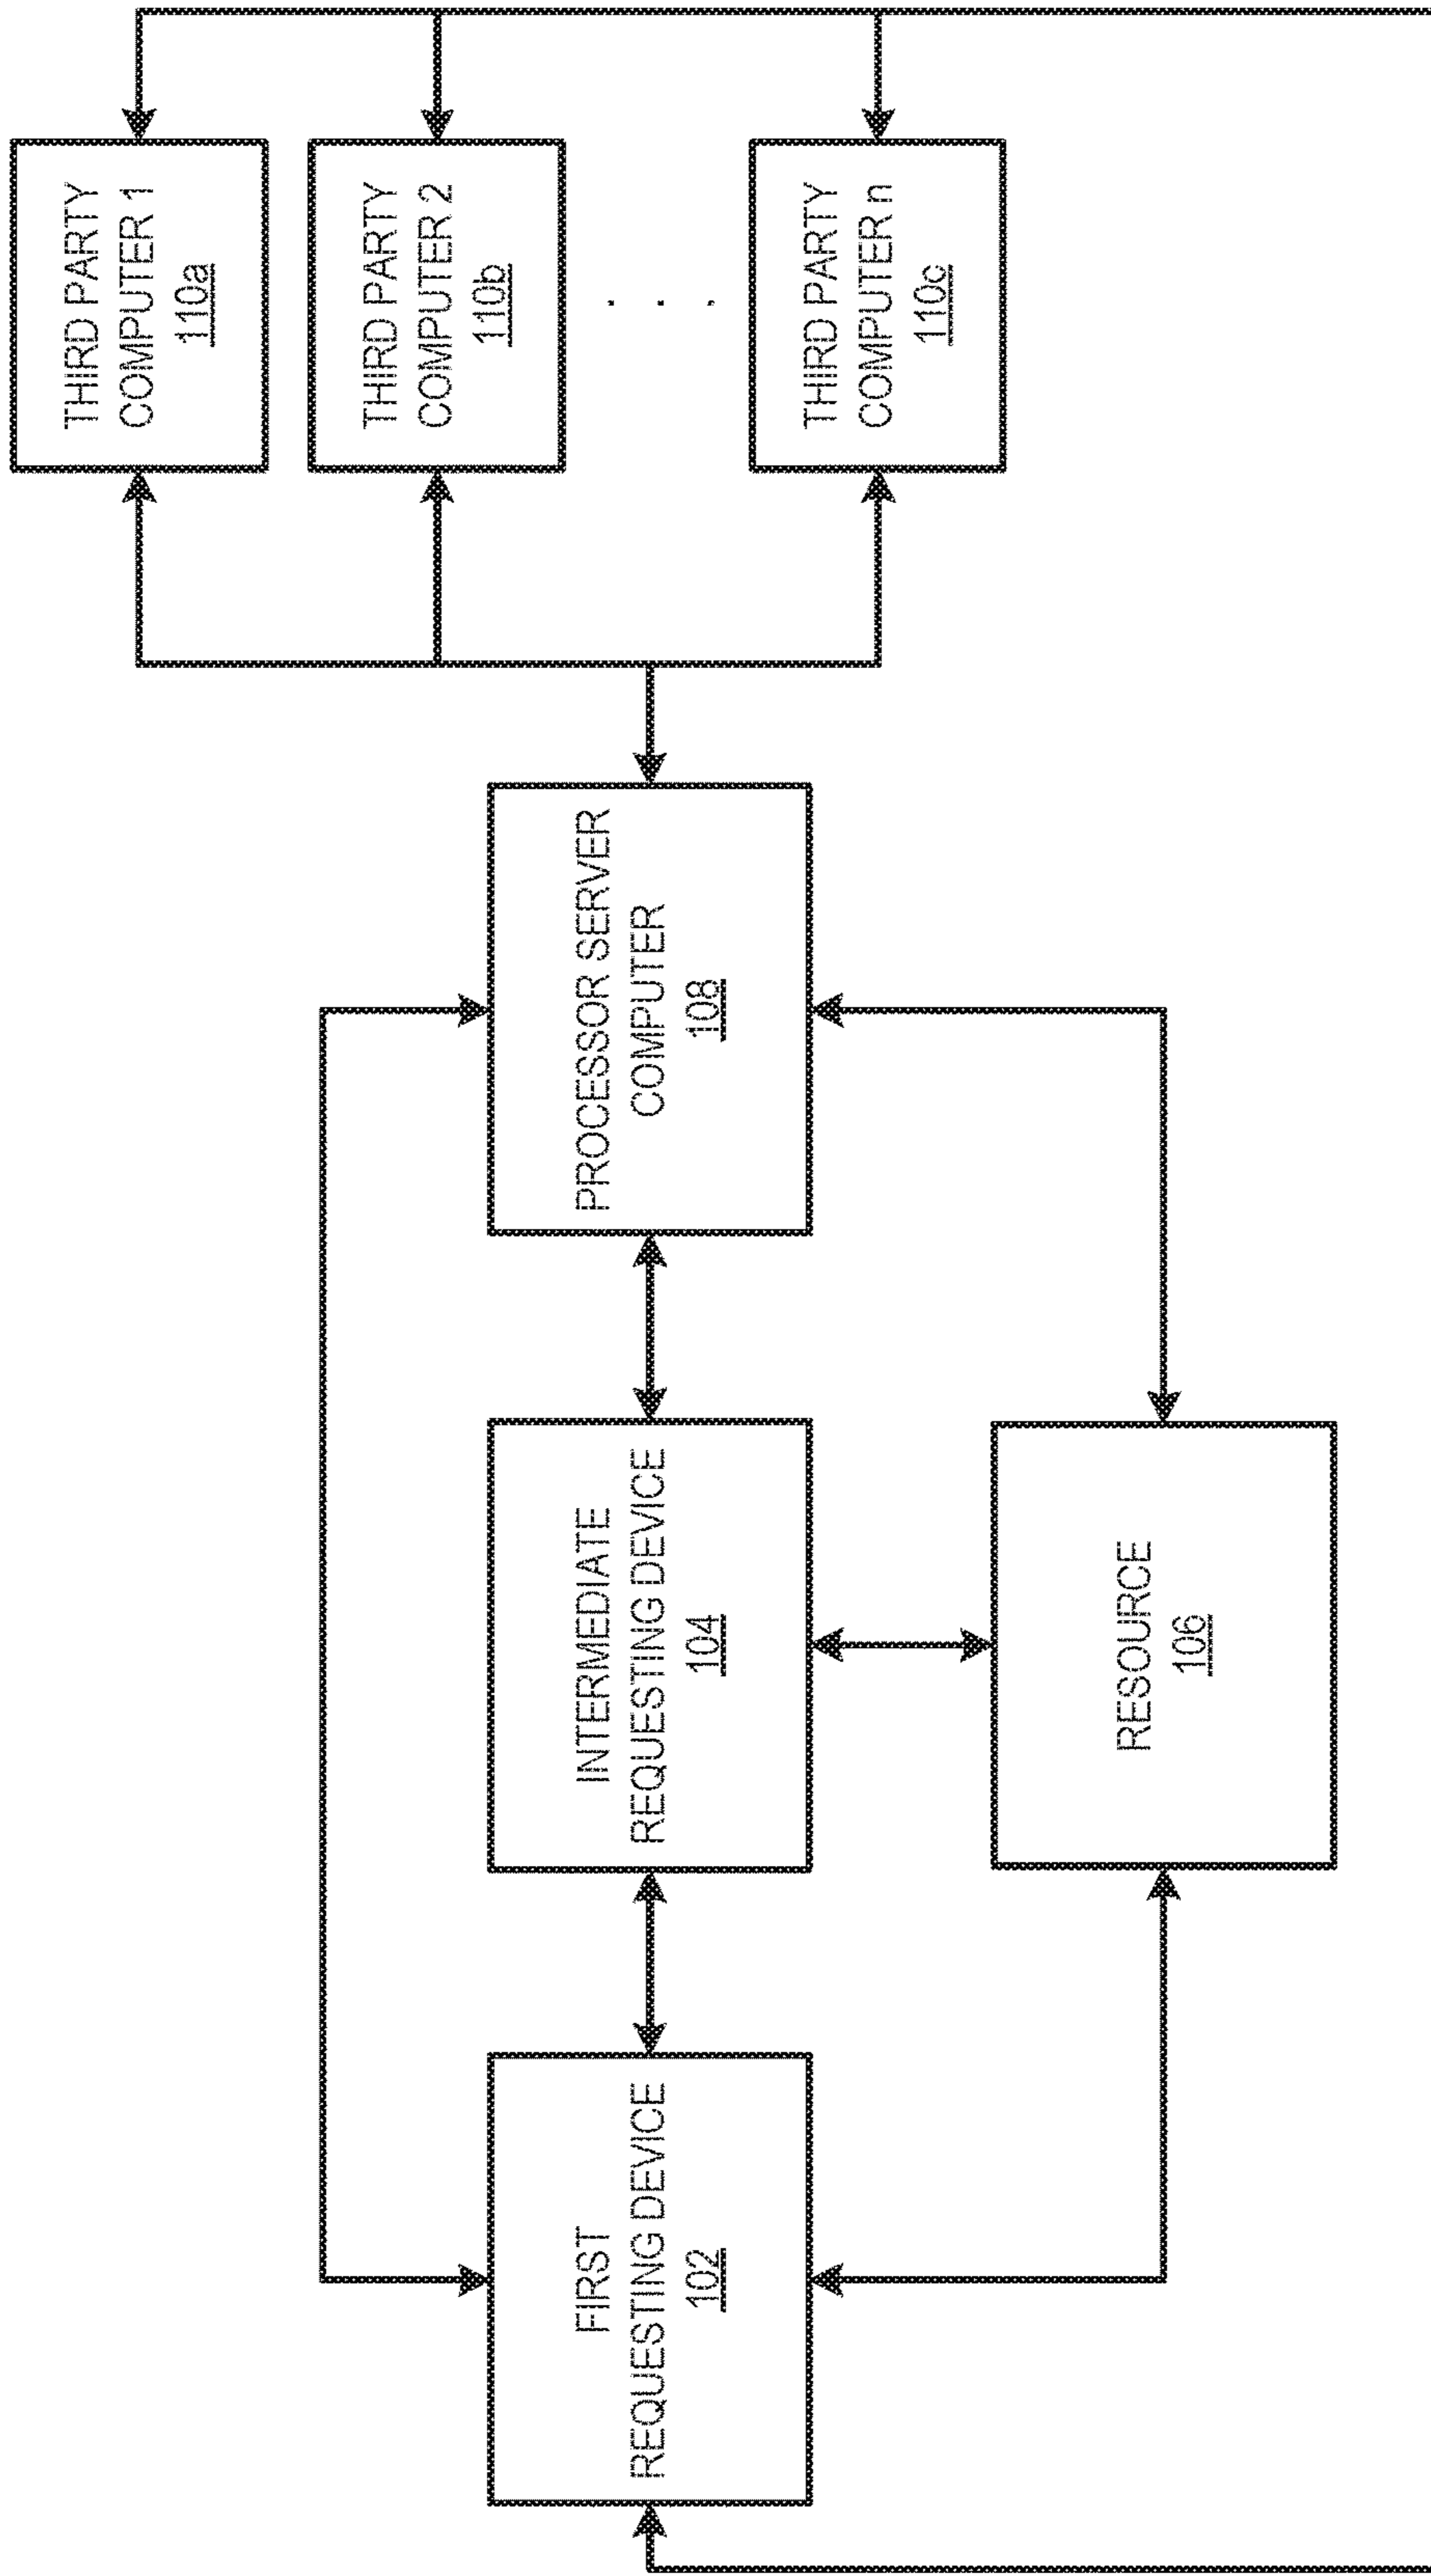 FIRST
REQUESTING DEVICE
102
INTERMEDIATE
REQUESTING DEVICE
104
RESOURCE
106
PROCESSOR SERVER
COMPUTER
108
THIRD PARTY
COMPUTER 1
110a
THIRD PARTY
COMPUTER 2
110b
. . .
THIRD PARTY
COMPUTER n
110c